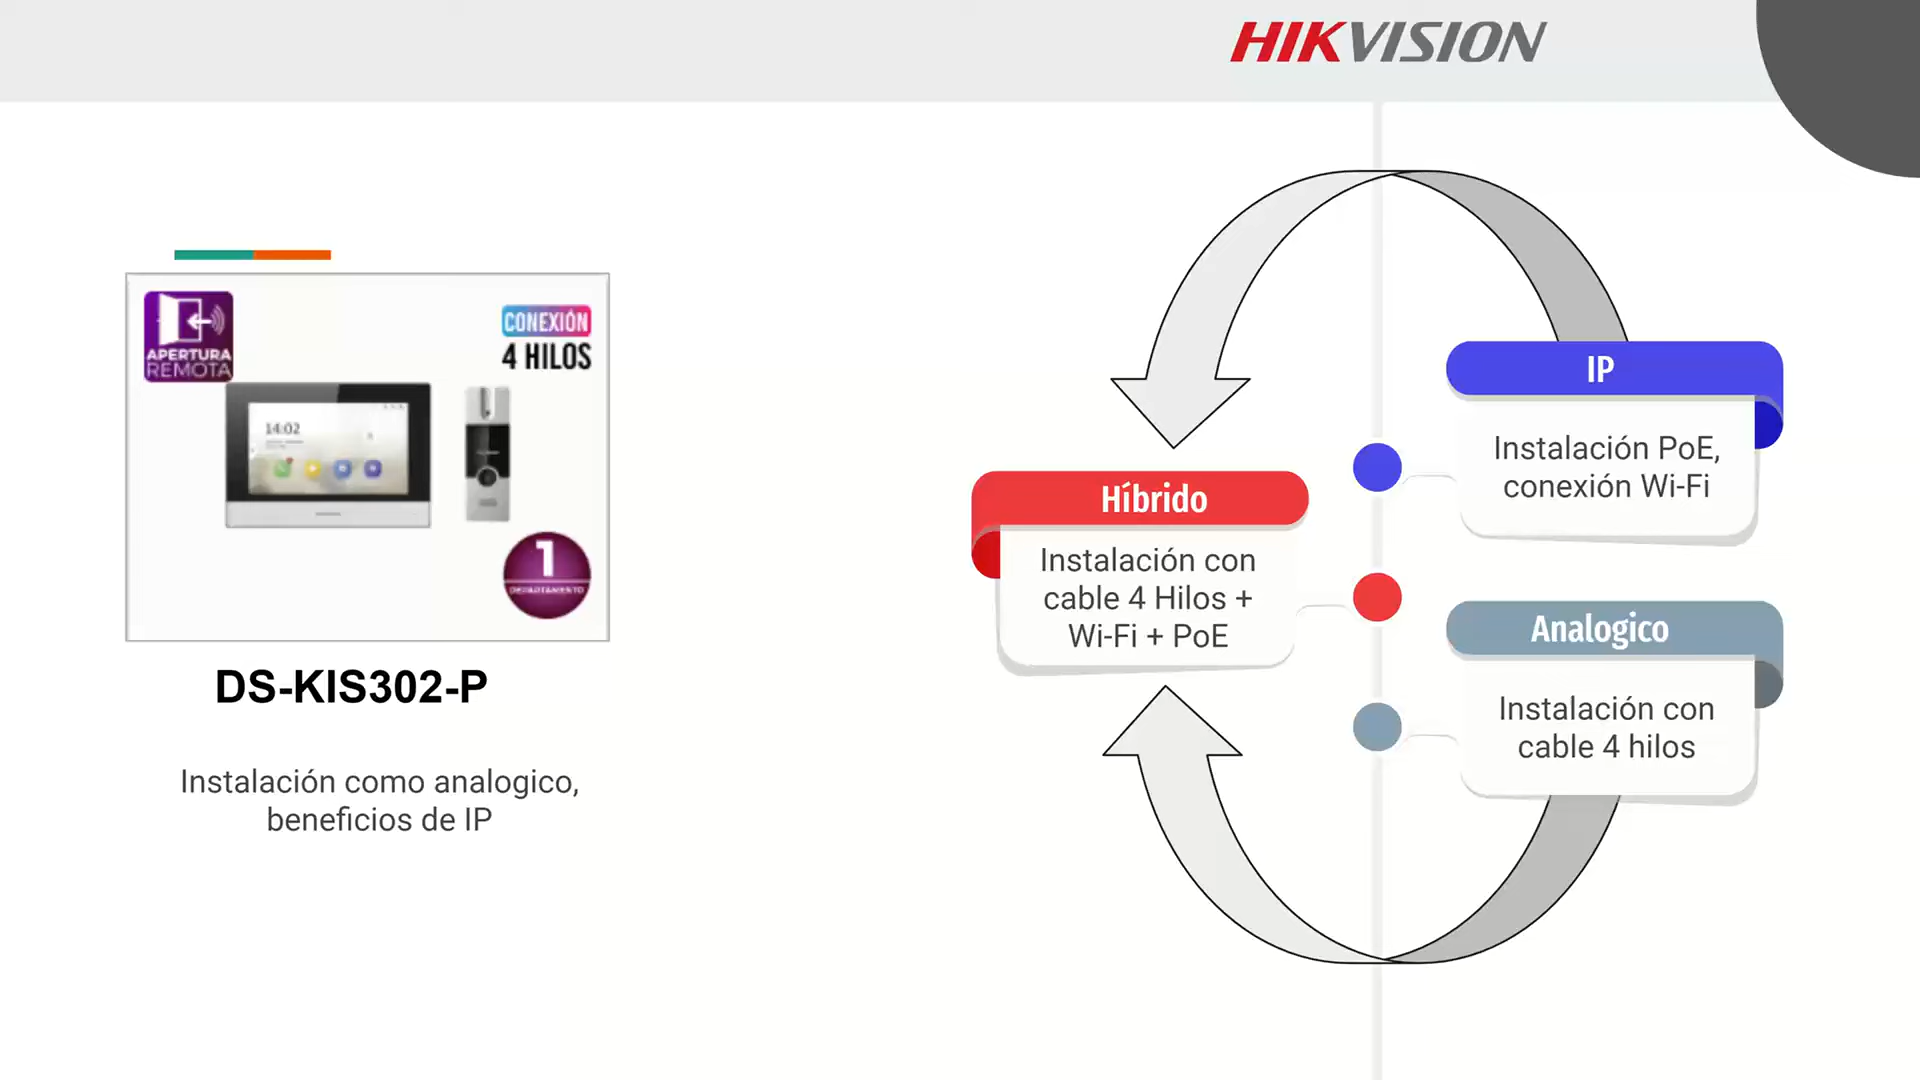 HIKVISION
APERTURA
REMOTA
CONEXIÓN
4 HILOS
14:02
1
DEPARTAMENTO
DS-KIS302-P
Instalación como analogico,
beneficios de IP
Híbrido
Instalación con
cable 4 Hilos +
Wi-Fi + PoE
IP
Instalación PoE,
conexión Wi-Fi
Analogico
Instalación con
cable 4 hilos